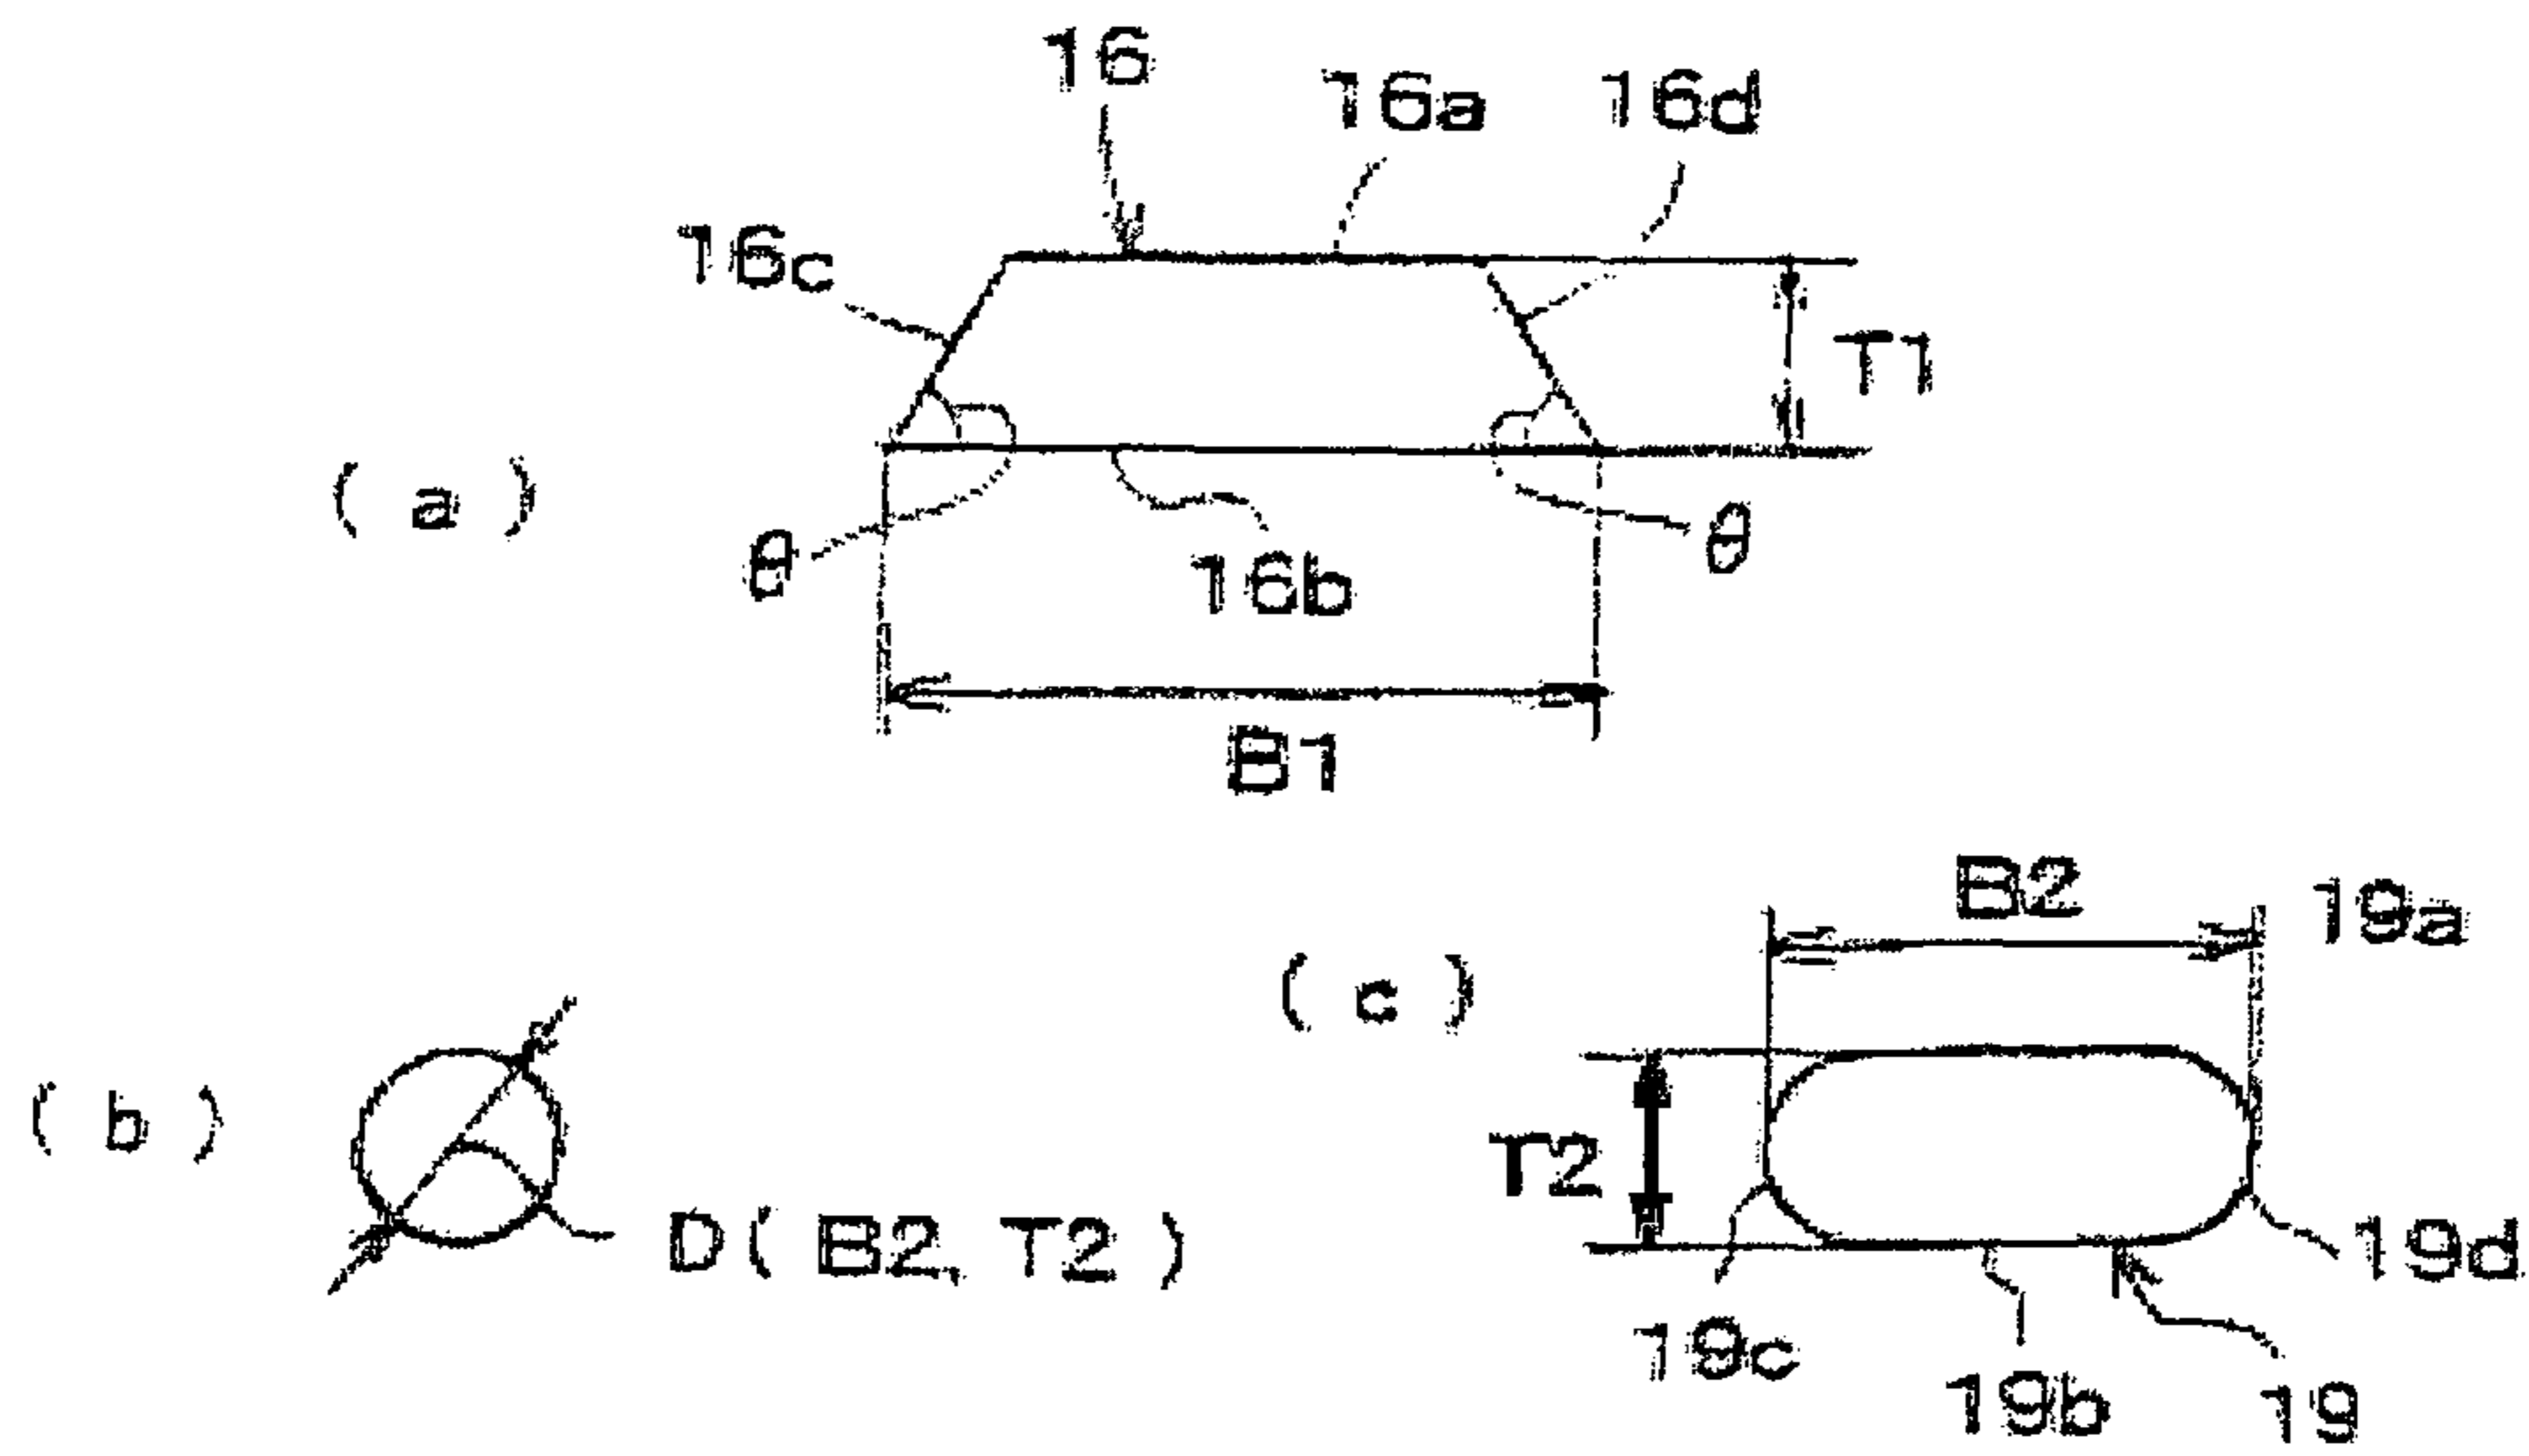 16
16a
16d
16c
T1
( a )
θ
16b
θ
B1
B2
19a
( c )
( b )
T2
D( B2, T2 )
19d
19c
19b
19